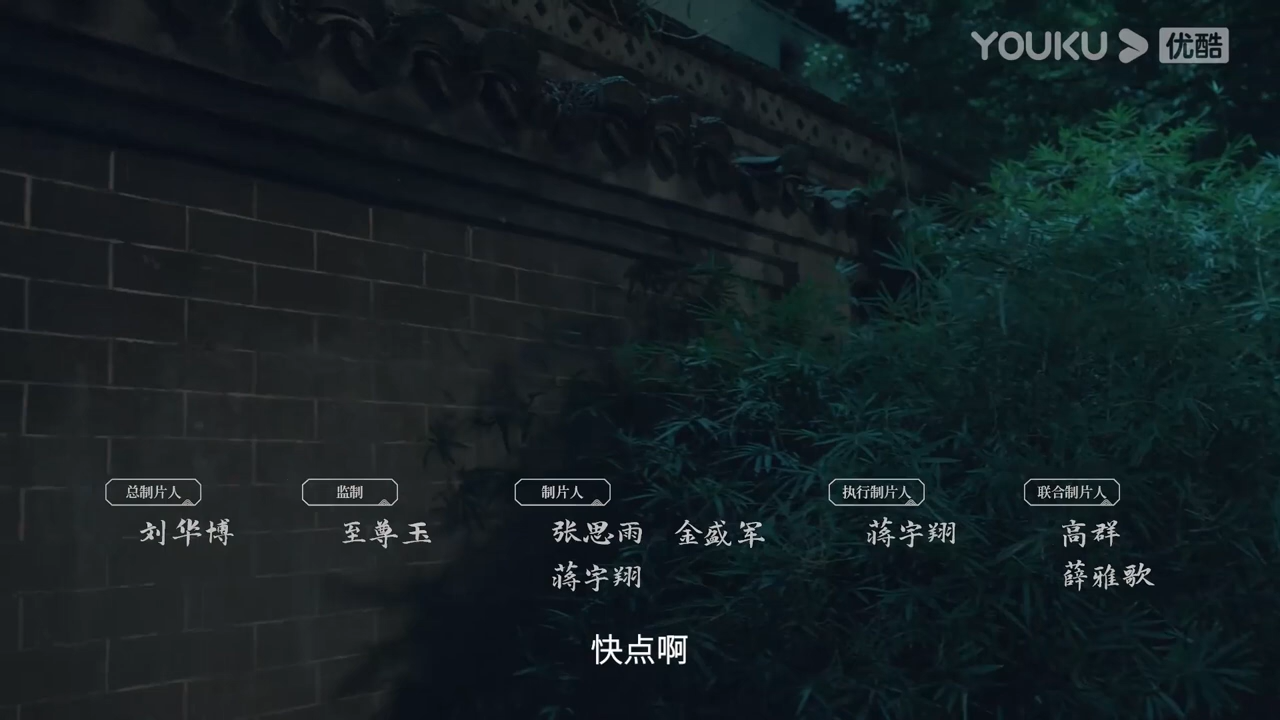 YOUKU 优酷
总制片人
刘华博
监制
至尊玉
制片人
张思雨 金盛军
蒋宇翔
执行制片人
蒋宇翔
联合制片人
高群
薛雅歌
快点啊